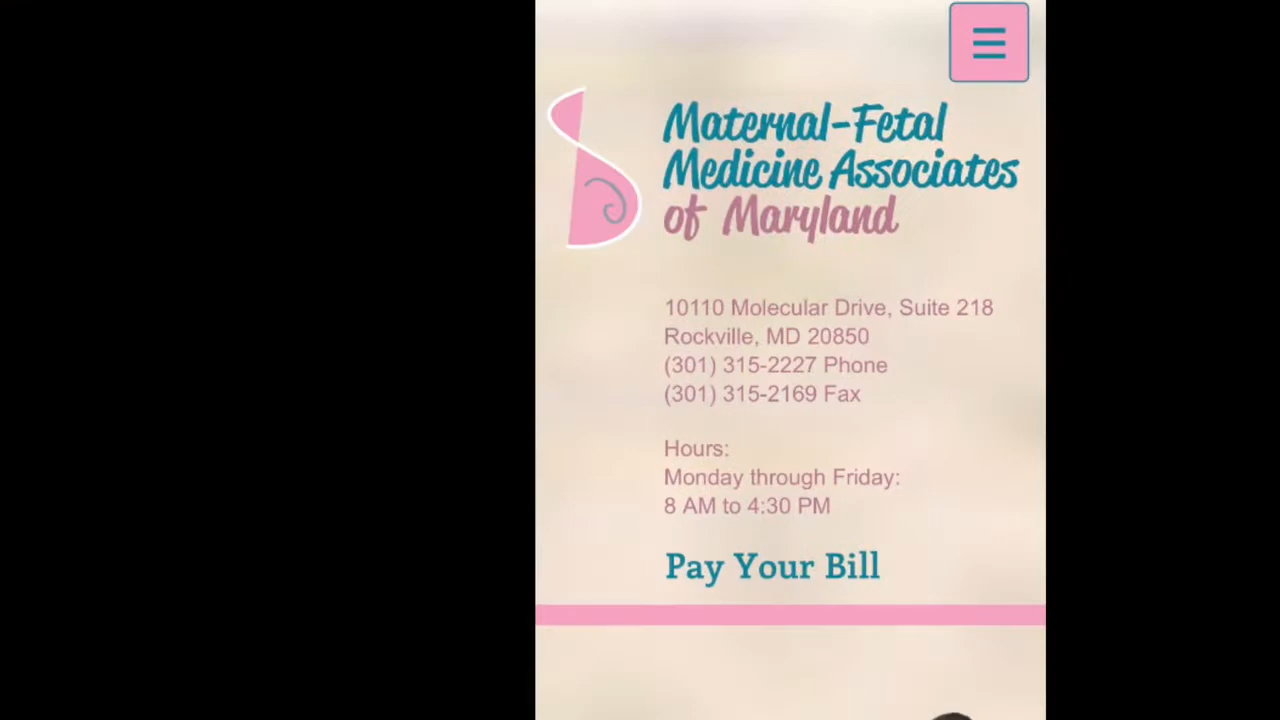 Maternal-Fetal
Medicine Associates
of Maryland
10110 Molecular Drive, Suite 218
Rockville, MD 20850
(301) 315-2227 Phone
(301) 315-2169 Fax
Hours:
Monday through Friday:
8 AM to 4:30 PM
Pay Your Bill